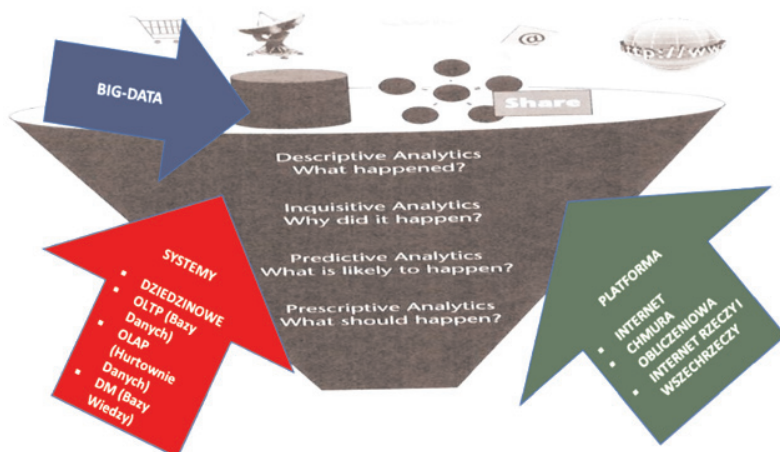 @
http://www
BIG-DATA
Share
Descriptive Analytics
What happened?
Inquisitive Analytics
Why did it happen?
Predictive Analytics
What is likely to happen?
Prescriptive Analytics
What should happen?
SYSTEMY
▪ DZIEDZINOWE
▪ OLTP (Bazy
Danych)
▪ OLAP
(Hurtownie
Danych)
▪ DM (Bazy
Wiedzy)
PLATFORMA
▪ INTERNET
▪ CHMURA
OBLICZENIOWA
▪ INTERNET RZECZY I
WSZECHRZECZY